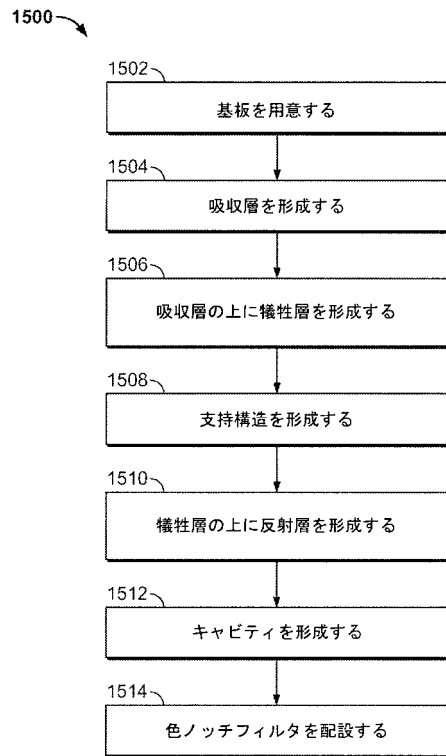 1500
1502
基板を用意する
1504
吸収層を形成する
1506
吸収層の上に犠牲層を形成する
1508
支持構造を形成する
1510
犠牲層の上に反射層を形成する
1512
キャビティを形成する
1514
色ノッチフィルタを配設する